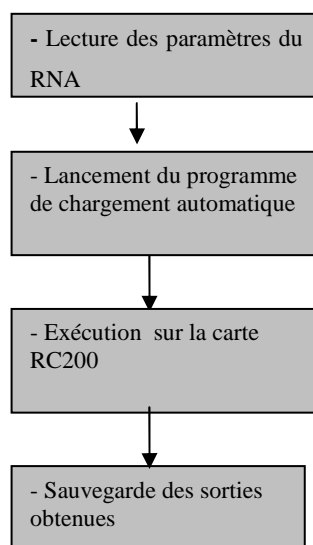 - Lecture des paramètres du
RNA
- Lancement du programme
de chargement automatique
- Exécution sur la carte
RC200
- Sauvegarde des sorties
obtenues